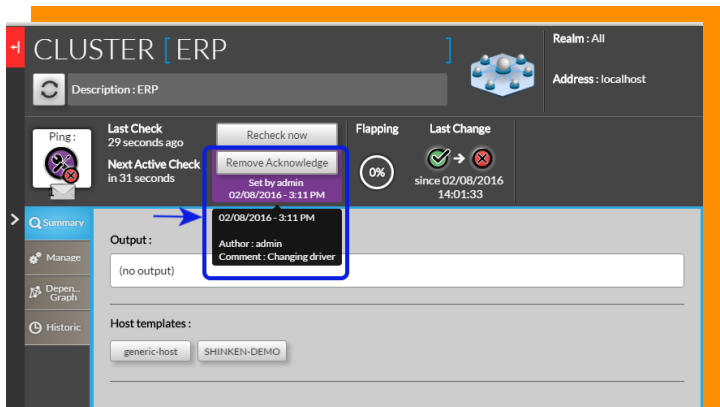 CLUSTER [ ERP ]
Description : ERP
Realm : All
Address : localhost
Ping :
Last Check
29 seconds ago
Next Active Check
in 31 seconds
Recheck now
Remove Acknowledge
Set by admin
02/08/2016 - 3:11 PM
Flapping
0%
Last Change
since 02/08/2016
14:01:33
02/08/2016 - 3:11 PM
Author : admin
Comment : Changing driver
Summary
Manage
Depen...
Graph
Historic
Output :
(no output)
Host templates :
generic-host
SHINKEN-DEMO